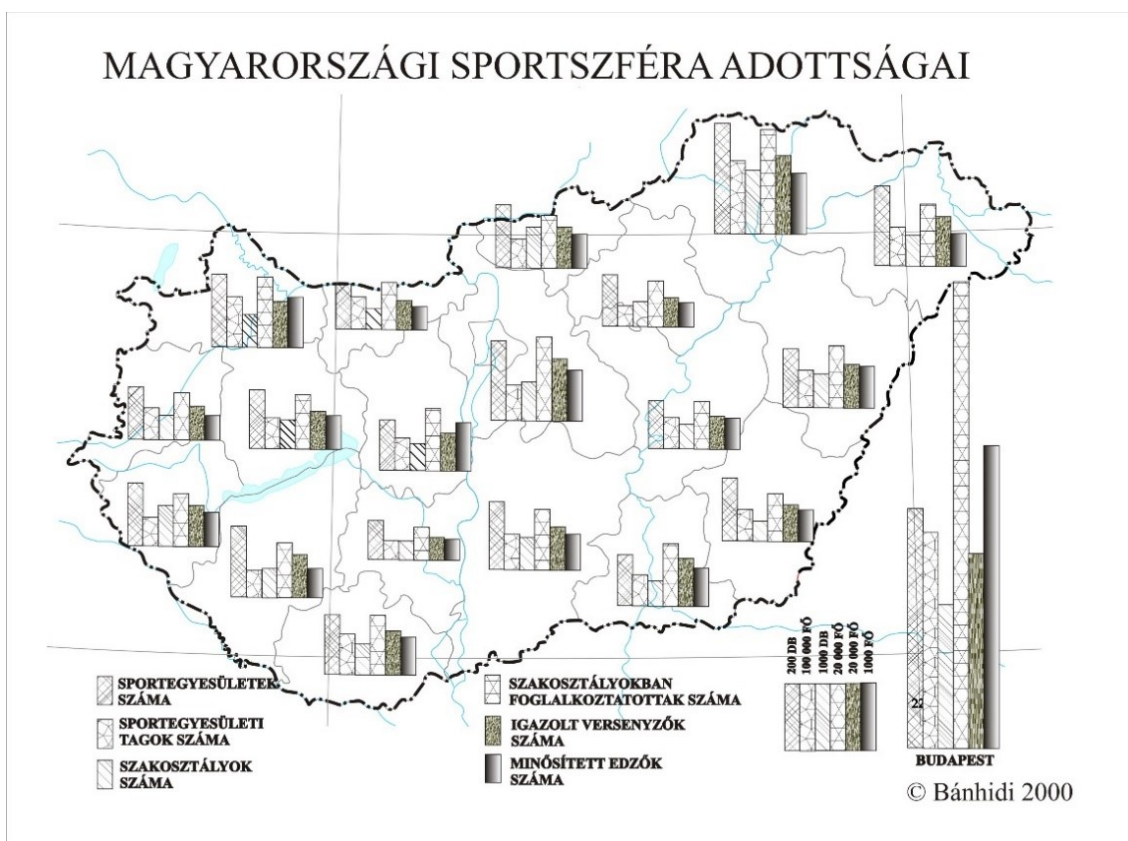 MAGYARORSZÁGI SPORTSZFÉRA ADOTTSÁGAI
SPORTEGYESÜLETEK
SZÁMA
SPORTEGYESÜLETI
TAGOK SZÁMA
SZAKOSZTÁLYOK
SZÁMA
SZAKOSZTÁLYOKBAN
FOGLALKOZTATOTTAK SZÁMA
IGAZOLT VERSENYZŐK
SZÁMA
MINŐSÍTETT EDZŐK
SZÁMA
200 DB
100 000 FŐ
1000 DB
20 000 FŐ
20 000 FŐ
1000 FŐ
22
BUDAPEST
© Bánhidi 2000